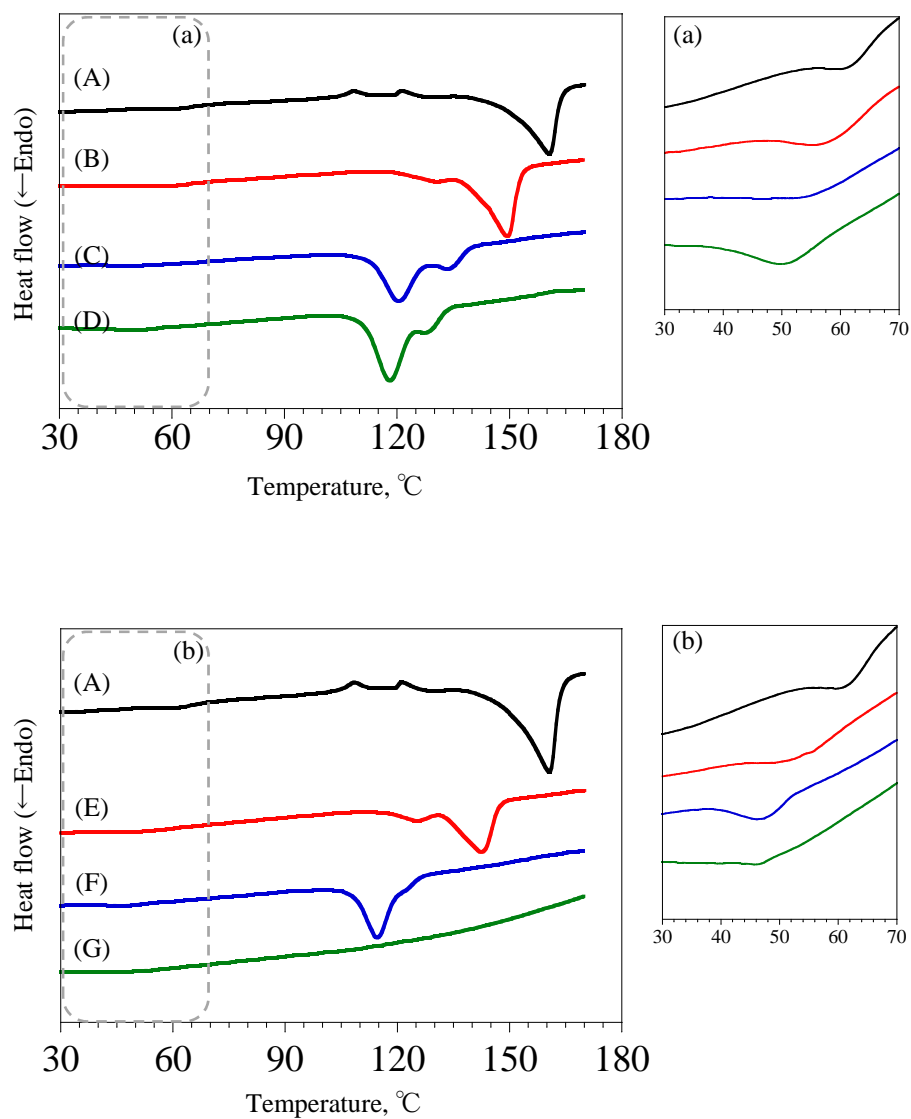 (a)
(A)
(B)
(C)
(D)
Heat flow (←Endo)
30 60 90 120 150 180
Temperature, ℃
(a)
30 40 50 60 70
(b)
(A)
(E)
(F)
(G)
Heat flow (←Endo)
30 60 90 120 150 180
Temperature, ℃
(b)
30 40 50 60 70